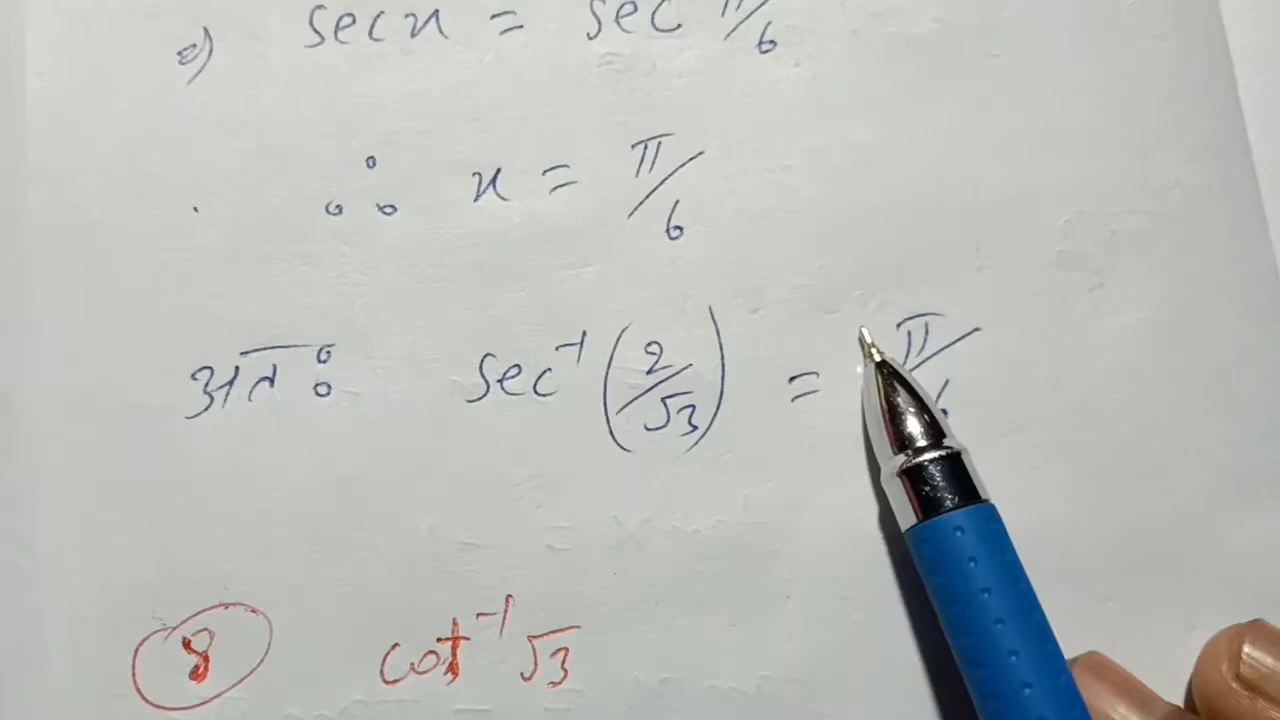 या) sec x = sec π/6
∴ x = π/6
अतः sec⁻¹(2/√3) = π/6
8 cot⁻¹√3